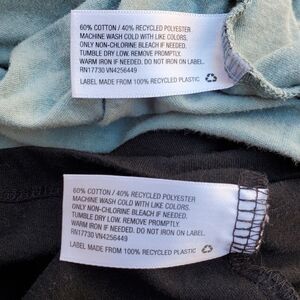 60% COTTON / 40% RECYCLED POLYESTER
MACHINE WASH COLD WITH LIKE COLORS.
ONLY NON-CHLORINE BLEACH IF NEEDED.
TUMBLE DRY LOW. REMOVE PROMPTLY.
WARM IRON IF NEEDED. DO NOT IRON ON LABEL.
RN17730 VN4256449
LABEL MADE FROM 100% RECYCLED PLASTIC
60% COTTON / 40% RECYCLED POLYESTER
MACHINE WASH COLD WITH LIKE COLORS.
ONLY NON-CHLORINE BLEACH IF NEEDED.
TUMBLE DRY LOW. REMOVE PROMPTLY.
WARM IRON IF NEEDED. DO NOT IRON ON LABEL.
RN17730 VN4256449
LABEL MADE FROM 100% RECYCLED PLASTIC